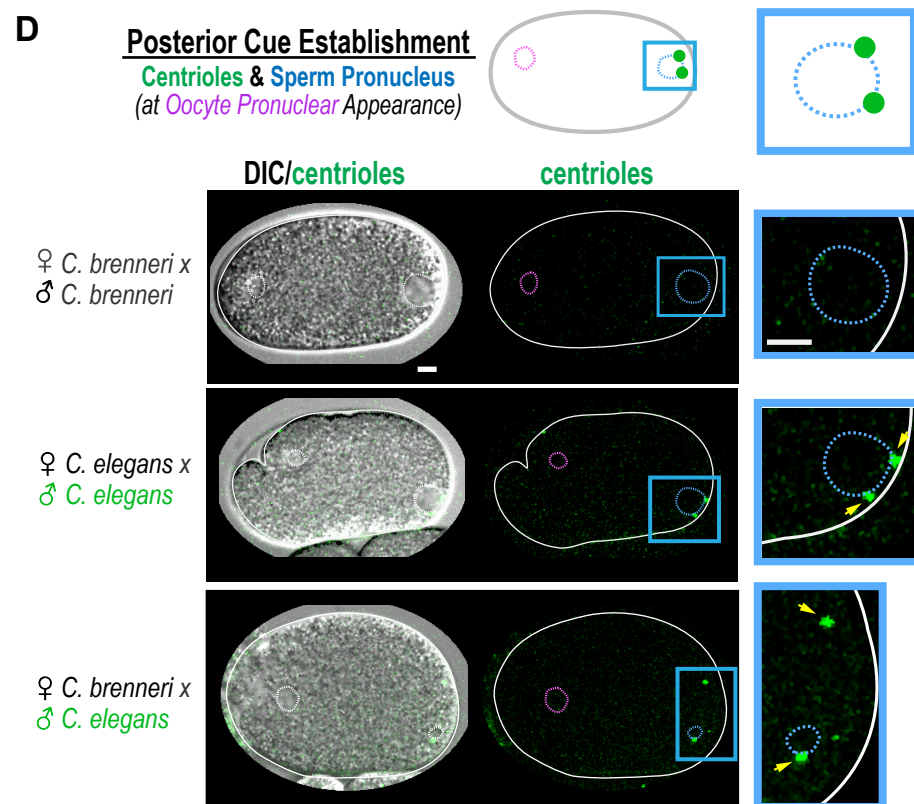 D
Posterior Cue Establishment
Centrioles & Sperm Pronucleus
(at Oocyte Pronuclear Appearance)
DIC/centrioles
centrioles
♀ C. brenneri x
♂ C. brenneri
♀ C. elegans x
♂ C. elegans
♀ C. brenneri x
♂ C. elegans